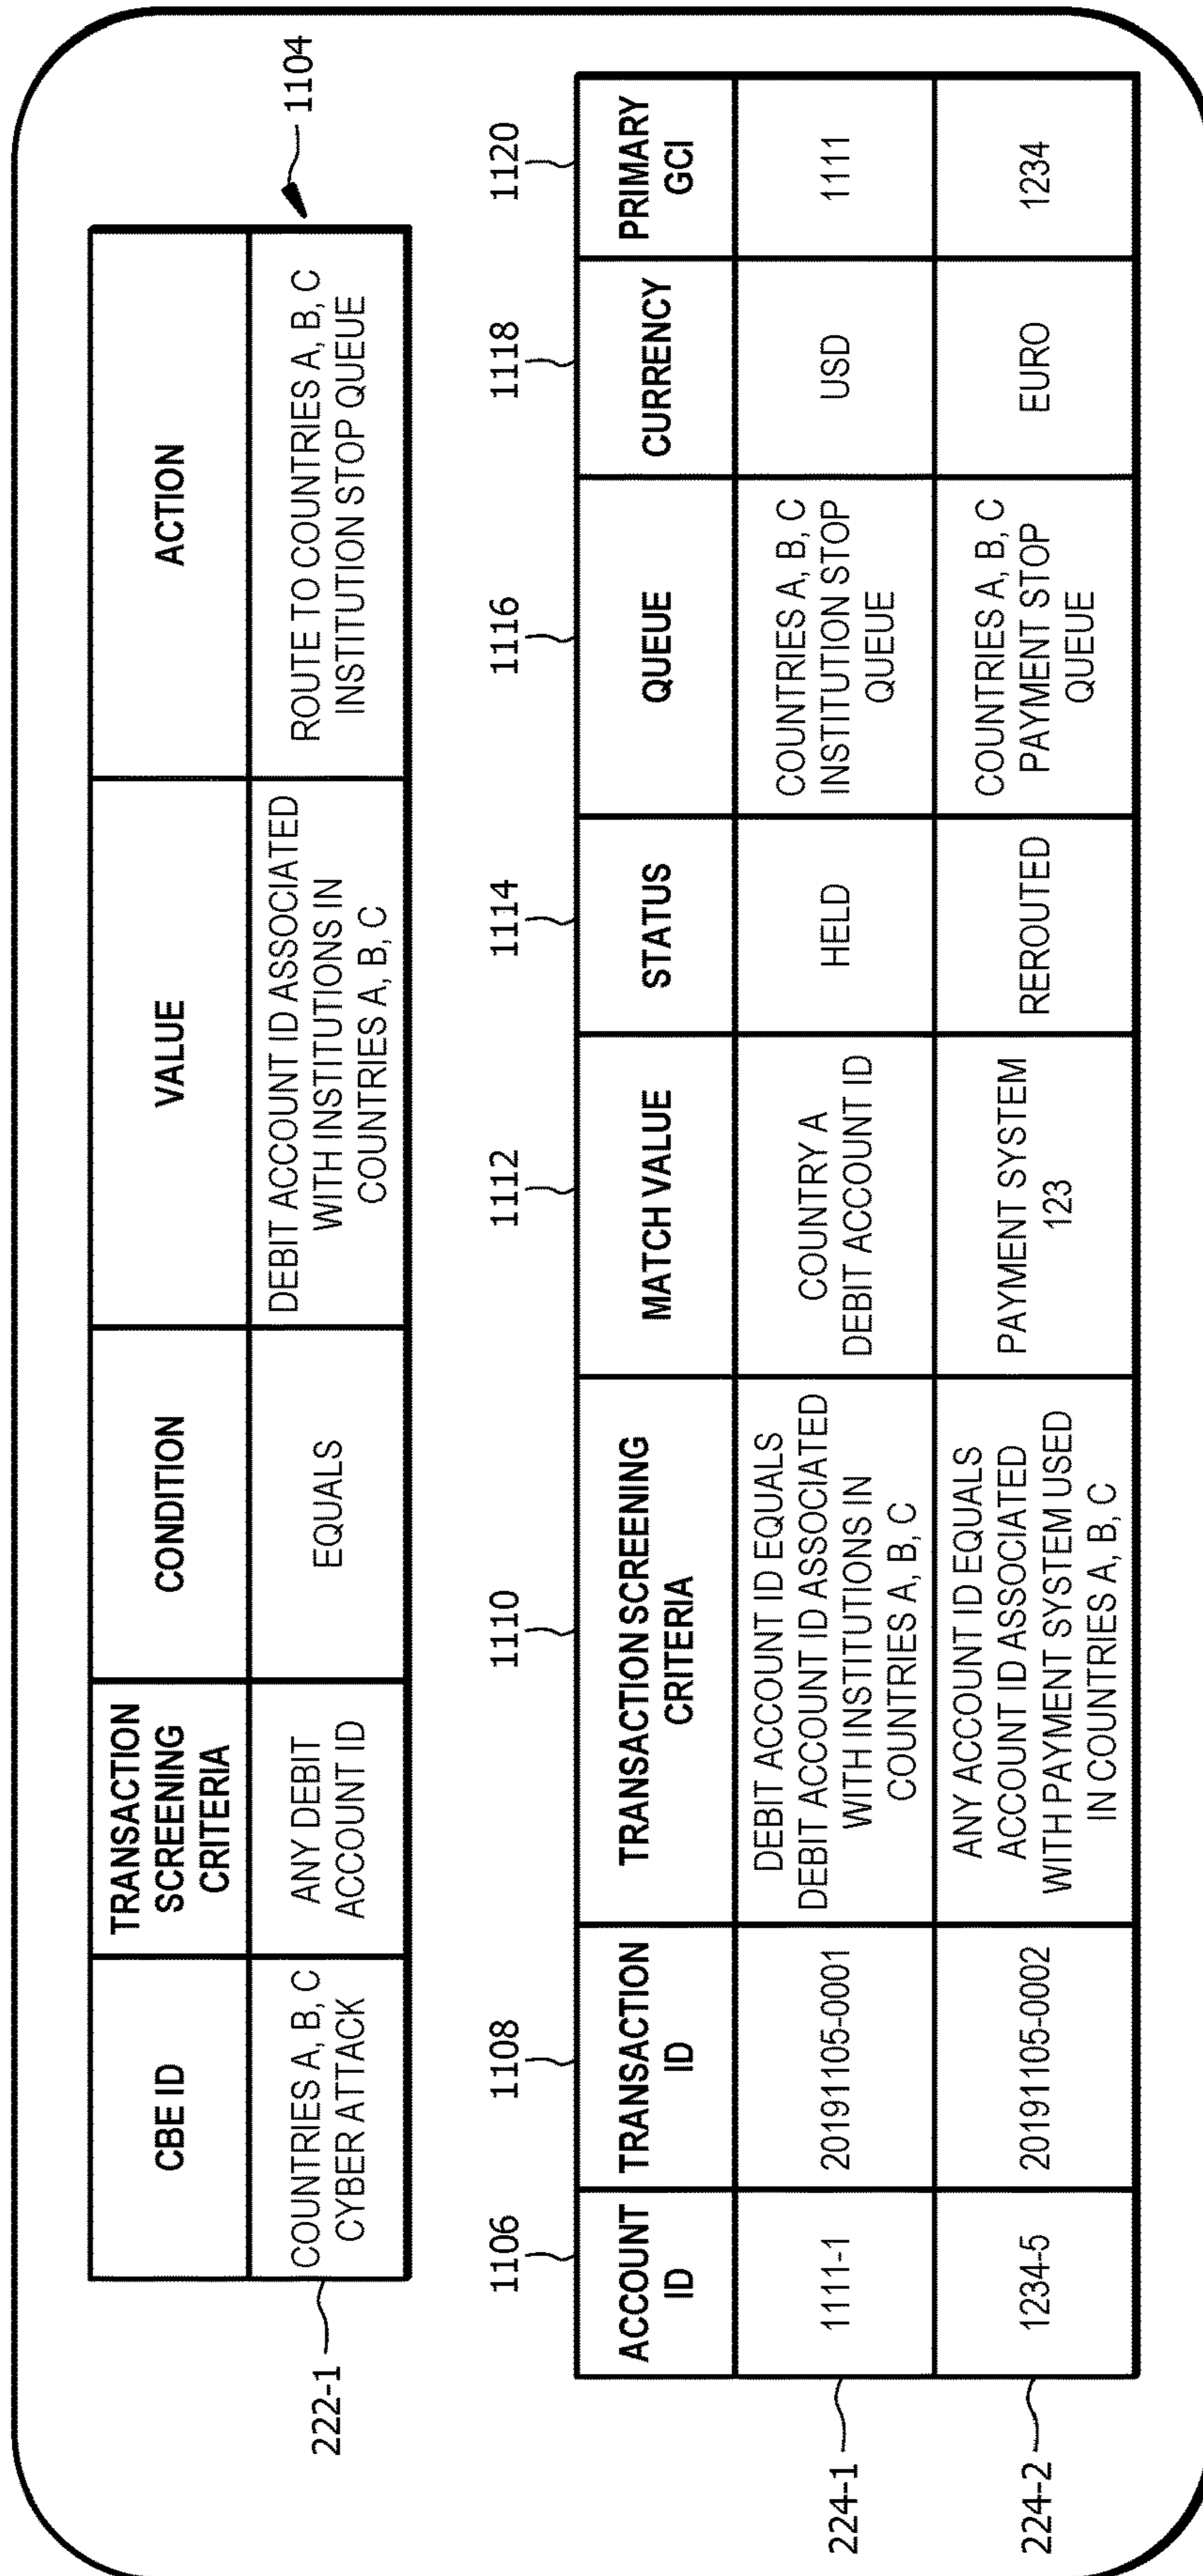 1104
CBE ID
TRANSACTION
SCREENING
CRITERIA
CONDITION
VALUE
ACTION
222-1
COUNTRIES A, B, C
CYBER ATTACK
ANY DEBIT
ACCOUNT ID
EQUALS
DEBIT ACCOUNT ID ASSOCIATED
WITH INSTITUTIONS IN
COUNTRIES A, B, C
ROUTE TO COUNTRIES A, B, C
INSTITUTION STOP QUEUE
1106
1108
1110
1112
1114
1116
1118
1120
ACCOUNT
ID
TRANSACTION
ID
TRANSACTION SCREENING
CRITERIA
MATCH VALUE
STATUS
QUEUE
CURRENCY
PRIMARY
GCI
224-1
1111-1
20191105-0001
DEBIT ACCOUNT ID EQUALS
DEBIT ACCOUNT ID ASSOCIATED
WITH INSTITUTIONS IN
COUNTRIES A, B, C
COUNTRY A
DEBIT ACCOUNT ID
HELD
COUNTRIES A, B, C
INSTITUTION STOP
QUEUE
USD
1111
224-2
1234-5
20191105-0002
ANY ACCOUNT ID EQUALS
ACCOUNT ID ASSOCIATED
WITH PAYMENT SYSTEM USED
IN COUNTRIES A, B, C
PAYMENT SYSTEM
123
REROUTED
COUNTRIES A, B, C
PAYMENT STOP
QUEUE
EURO
1234